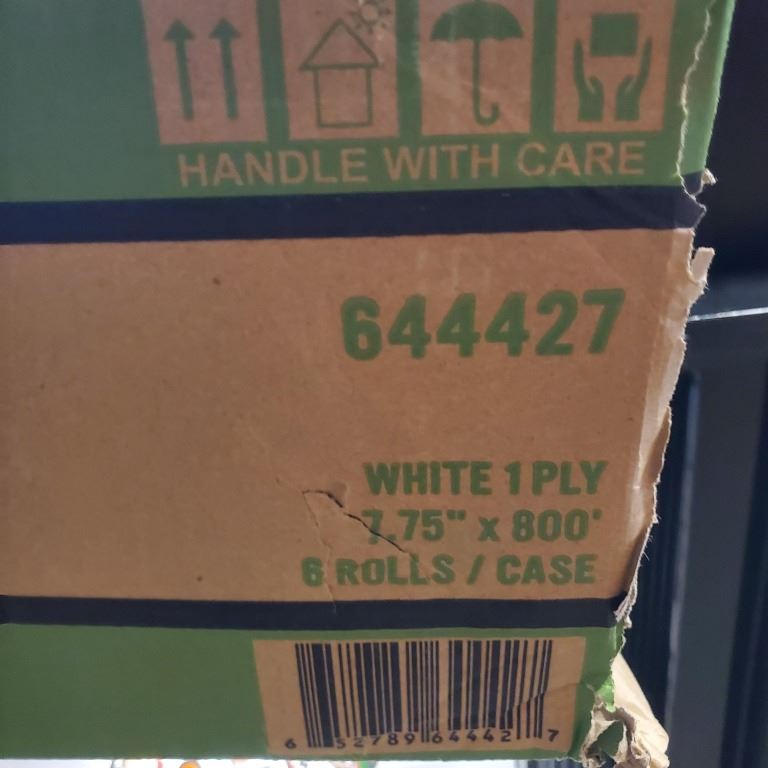 HANDLE WITH CARE
644427
WHITE 1 PLY
7.75" x 800'
6 ROLLS / CASE
6 52789 64442 7